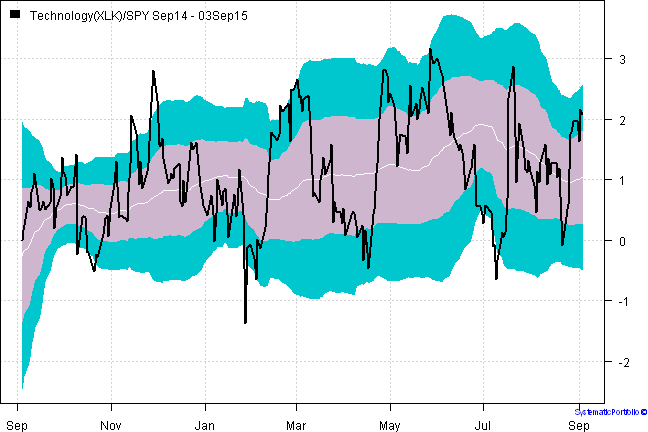 Technology(XLK)/SPY Sep14 - 03Sep15
3
2
1
0
-1
-2
Sep Nov Jan Mar May Jul Sep
SystematicPortfolio ©